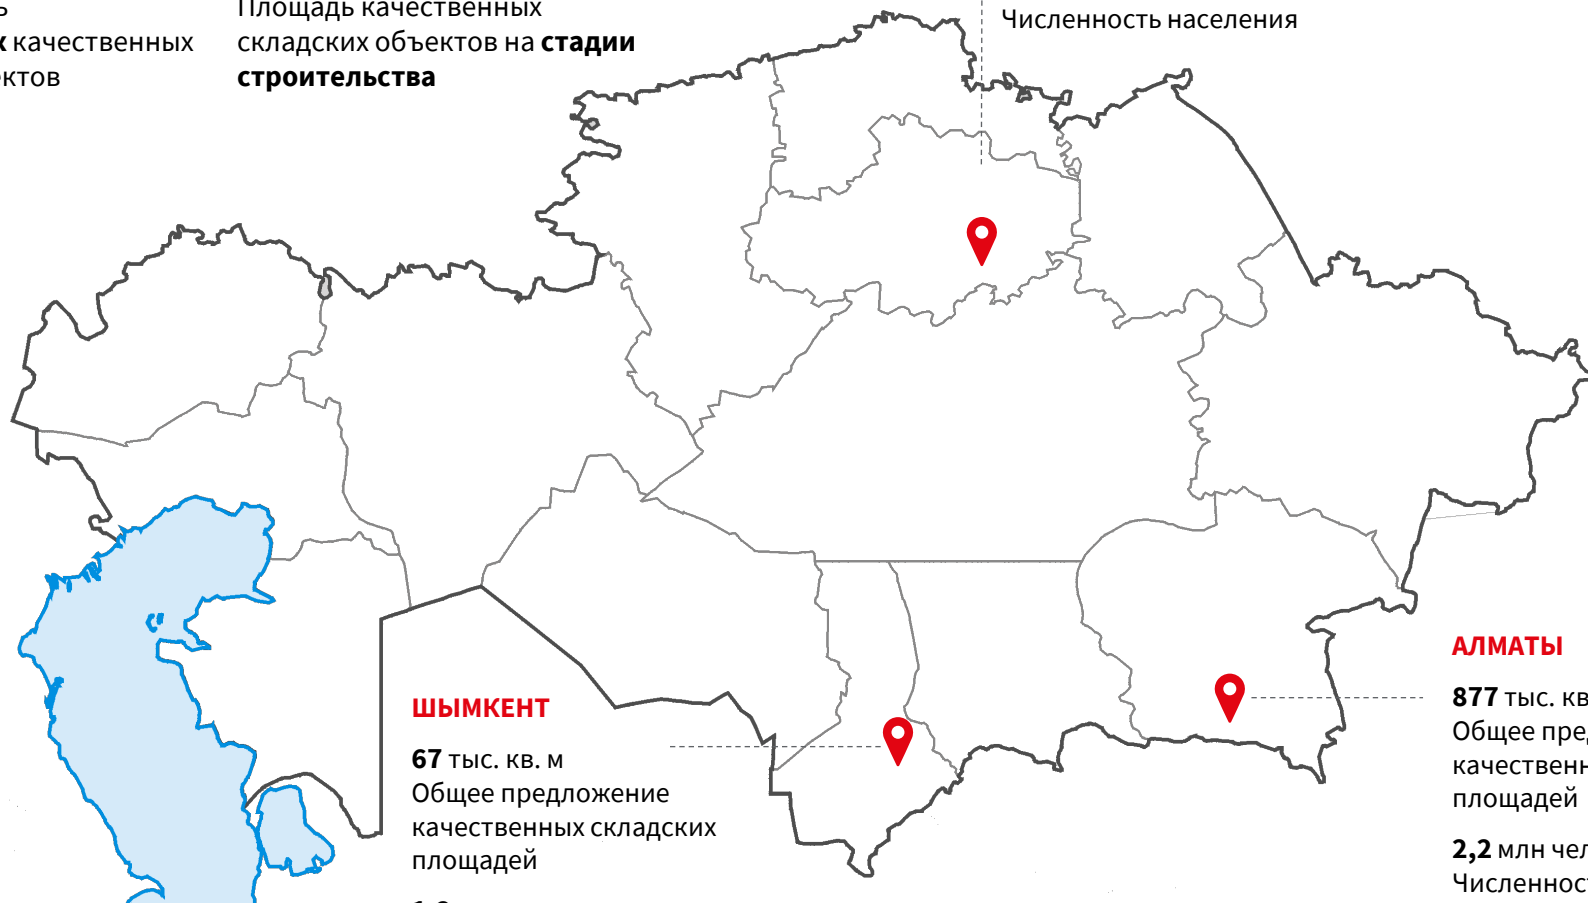 качественных
Площадь качественных
складских объектов на стадии
строительства
Численность населения
ШЫМКЕНТ
67 тыс. кв. м
Общее предложение
качественных складских
площадей
АЛМАТЫ
877 тыс. кв
Общее пред
качественн
площадей
2,2 млн чел
Численност